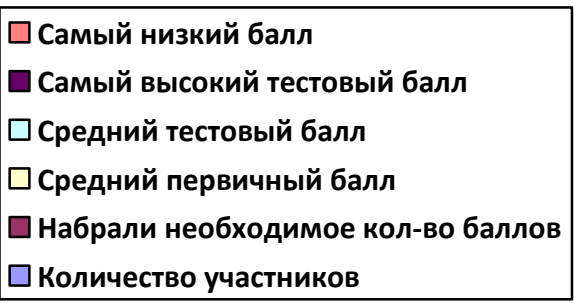 Самый низкий балл
Самый высокий тестовый балл
Средний тестовый балл
Средний первичный балл
Набрали необходимое кол-во баллов
Количество участников